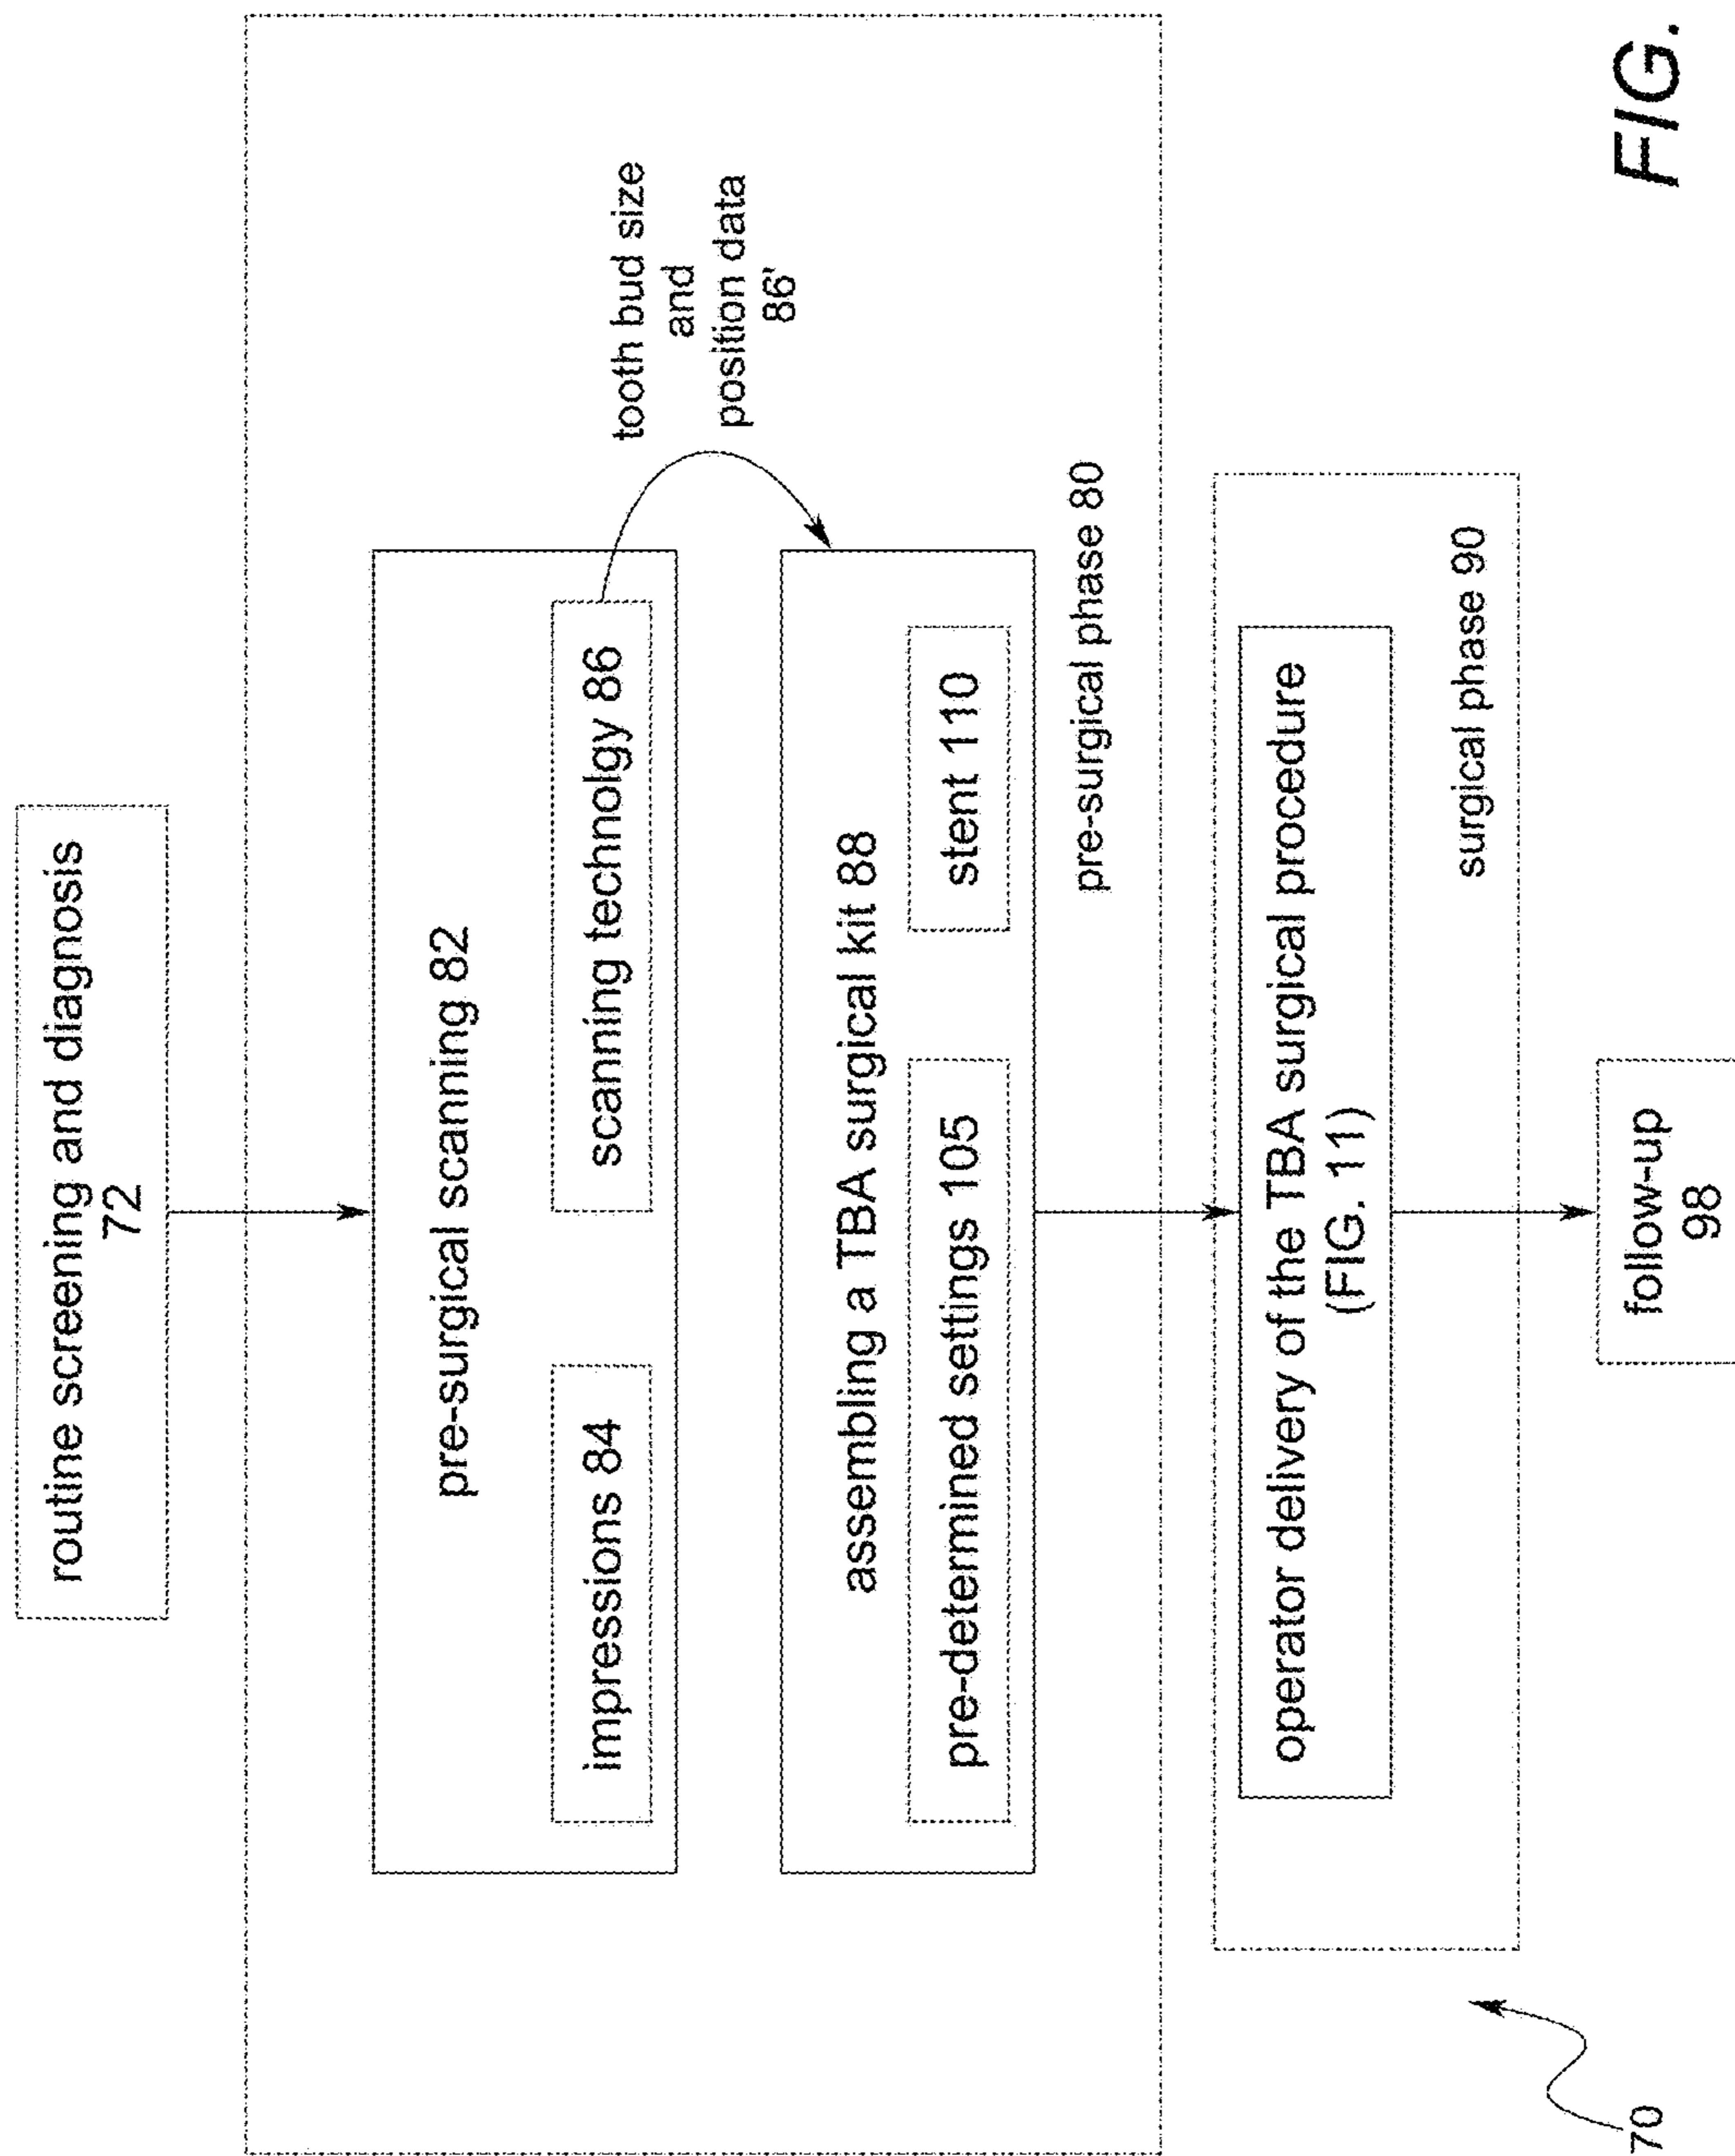 routine screening and diagnosis
72
pre-surgical scanning 82
impressions 84
scanning technology 86
tooth bud size
and
position data
86'
assembling a TBA surgical kit 88
pre-determined settings 105
stent 110
pre-surgical phase 80
operator delivery of the TBA surgical procedure
(FIG. 11)
surgical phase 90
follow-up
98
70
FIG.